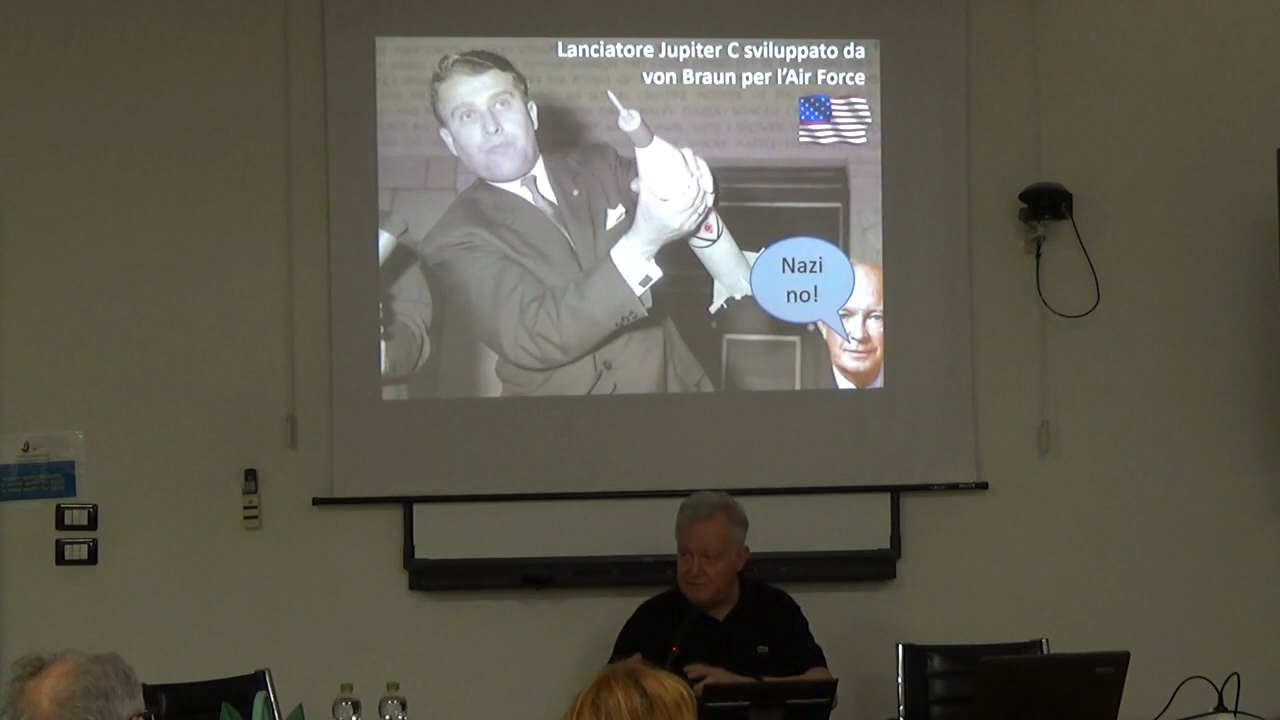 Lanciatore Jupiter C sviluppato da
von Braun per l'Air Force
Nazi
no!